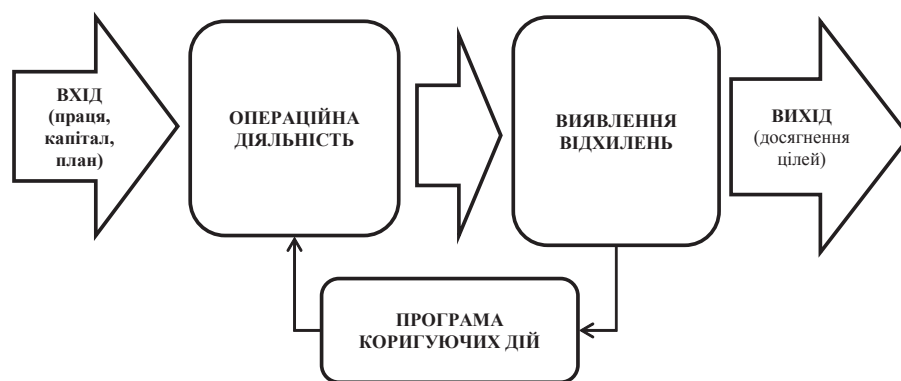 ВХІД
(праця,
капітал,
план)
ОПЕРАЦІЙНА
ДІЯЛЬНІСТЬ
ВИЯВЛЕННЯ
ВІДХИЛЕНЬ
ВИХІД
(досягнення
цілей)
ПРОГРАМА
КОРИГУЮЧИХ ДІЙ